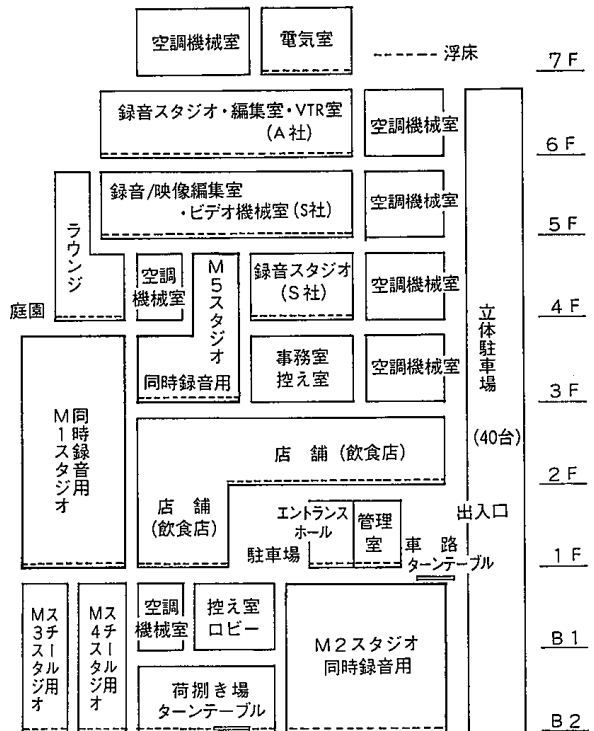 空調機械室
電気室
浮床
7F
録音スタジオ・編集室・VTR室
(A社)
空調機械室
6F
録音/映像編集室
・ビデオ機械室(S社)
空調機械室
5F
ラウンジ
庭園
空調
機械室
M5スタジオ
同時録音用
録音スタジオ
(S社)
空調機械室
4F
立体駐車場
(40台)
事務室
控え室
空調機械室
3F
同時録音用
M1スタジオ
店 舗(飲食店)
2F
店 舗
(飲食店)
エントランス
ホール
管理
室
出入口
駐車場
車 路
ターンテーブル
1F
スチール用
M3スタジオ
スチール用
M4スタジオ
空調
機械室
控え室
ロビー
M2スタジオ
同時録音用
B1
荷捌き場
ターンテーブル
B2